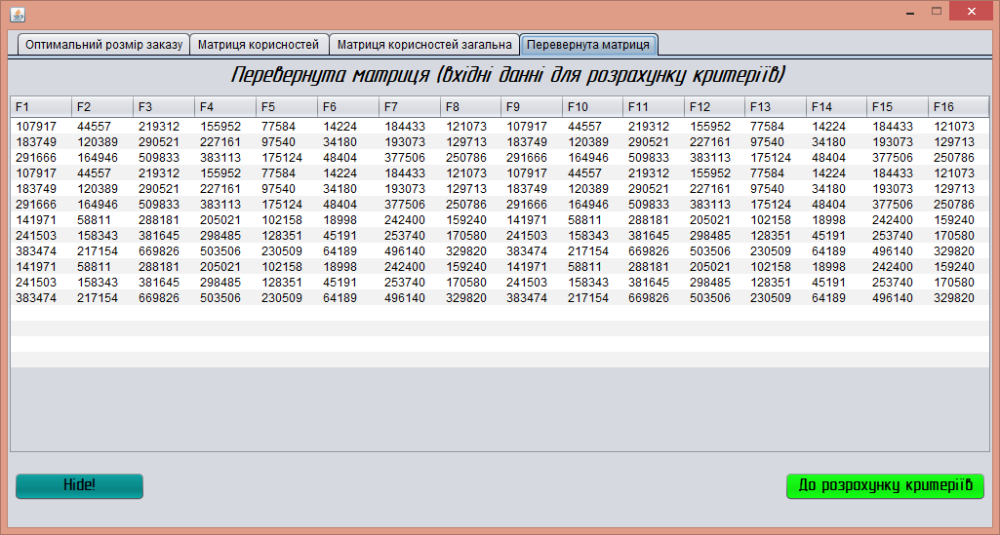 Оптимальний розмір заказу Матриця корисностей Матриця корисностей загальна Перевернута матриця
Перевернута матриця (вхідні данні для розрахунку критеріїв)
F1 F2 F3 F4 F5 F6 F7 F8 F9 F10 F11 F12 F13 F14 F15 F16
107917 44557 219312 155952 77584 14224 184433 121073 107917 44557 219312 155952 77584 14224 184433 121073
183749 120389 290521 227161 97540 34180 193073 129713 183749 120389 290521 227161 97540 34180 193073 129713
291666 164946 509833 383113 175124 48404 377506 250786 291666 164946 509833 383113 175124 48404 377506 250786
107917 44557 219312 155952 77584 14224 184433 121073 107917 44557 219312 155952 77584 14224 184433 121073
183749 120389 290521 227161 97540 34180 193073 129713 183749 120389 290521 227161 97540 34180 193073 129713
291666 164946 509833 383113 175124 48404 377506 250786 291666 164946 509833 383113 175124 48404 377506 250786
141971 58811 288181 205021 102158 18998 242400 159240 141971 58811 288181 205021 102158 18998 242400 159240
241503 158343 381645 298485 128351 45191 253740 170580 241503 158343 381645 298485 128351 45191 253740 170580
383474 217154 669826 503506 230509 64189 496140 329820 383474 217154 669826 503506 230509 64189 496140 329820
141971 58811 288181 205021 102158 18998 242400 159240 141971 58811 288181 205021 102158 18998 242400 159240
241503 158343 381645 298485 128351 45191 253740 170580 241503 158343 381645 298485 128351 45191 253740 170580
383474 217154 669826 503506 230509 64189 496140 329820 383474 217154 669826 503506 230509 64189 496140 329820
Hide! До розрахунку критеріїв